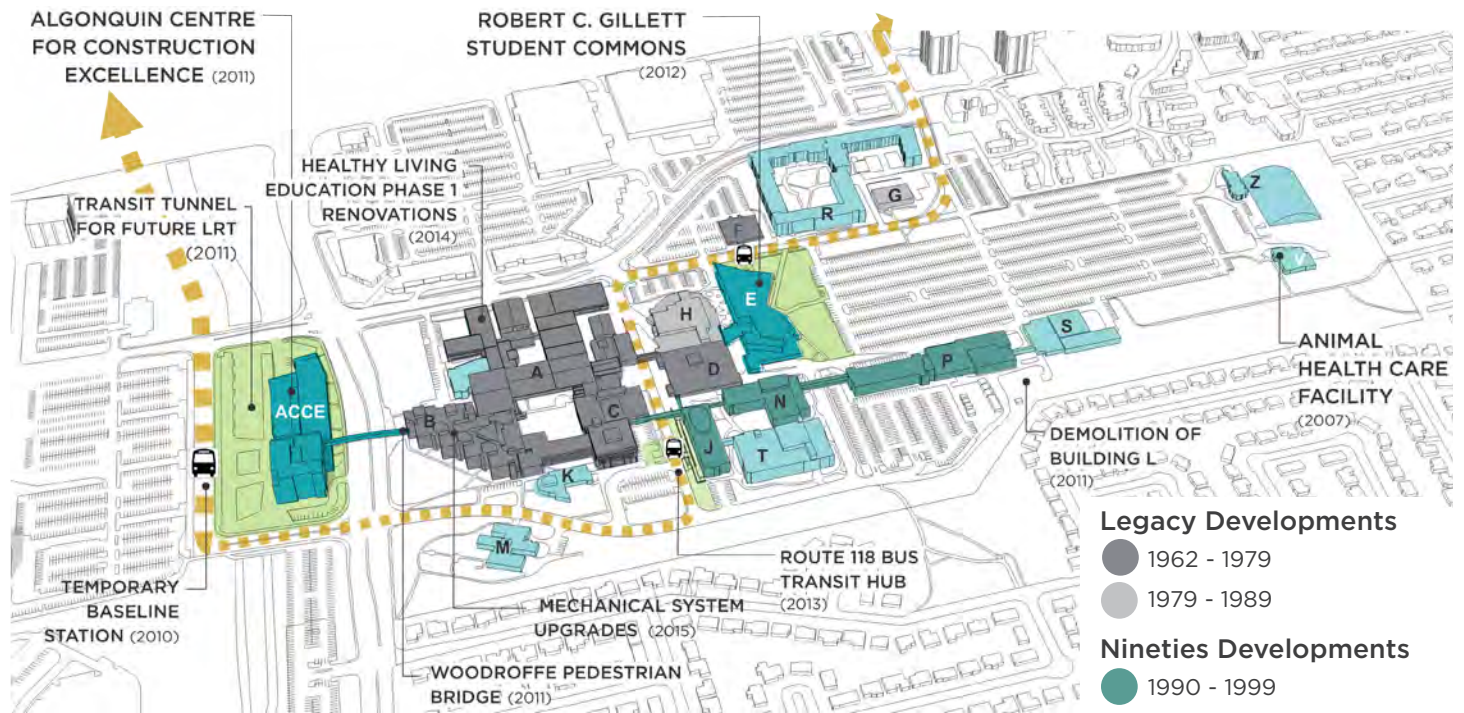 ALGONQUIN CENTRE
FOR CONSTRUCTION
EXCELLENCE (2011)
ROBERT C. GILLETT
STUDENT COMMONS
(2012)
HEALTHY LIVING
EDUCATION PHASE 1
RENOVATIONS
(2014)
TRANSIT TUNNEL
FOR FUTURE LRT
(2011)
Z
G
R
F
V
E
H
S
ANIMAL
HEALTH CARE
FACILITY
(2007)
P
A
D
N
ACCE
B
C
J
T
K
M
DEMOLITION OF
BUILDING L
(2011)
TEMPORARY
BASELINE
STATION (2010)
ROUTE 118 BUS
TRANSIT HUB
(2013)
MECHANICAL SYSTEM
UPGRADES (2015)
WOODROFFE PEDESTRIAN
BRIDGE (2011)
Legacy Developments
1962 - 1979
1979 - 1989
Nineties Developments
1990 - 1999